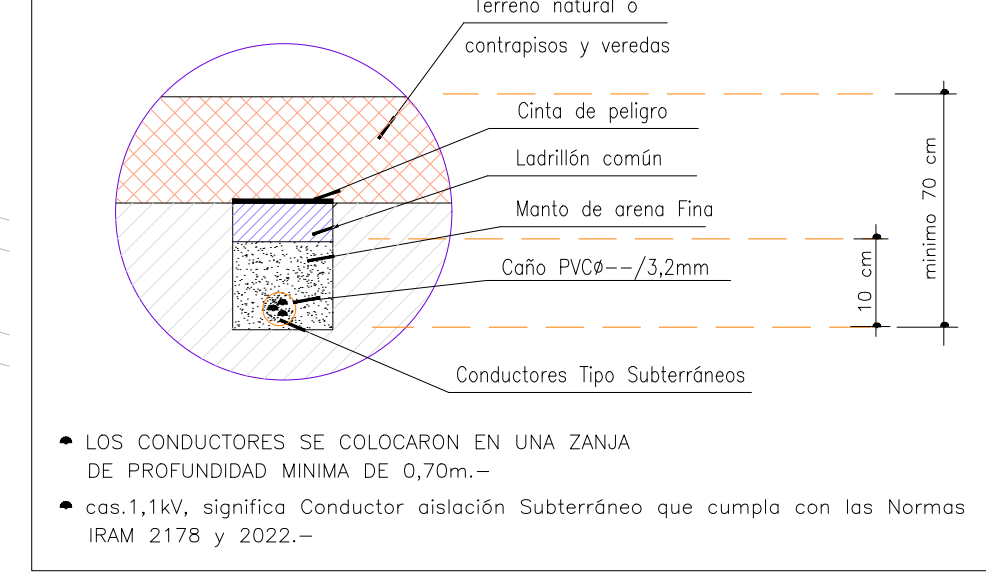 Terreno natural o
contrapisos y veredas
Cinta de peligro
Ladrillón común
Manto de arena Fina
Caño PVCø--/3,2mm
Conductores Tipo Subterráneos
10 cm
minimo 70 cm
LOS CONDUCTORES SE COLOCARON EN UNA ZANJA
DE PROFUNDIDAD MINIMA DE 0,70m.-
cas.1,1kV, significa Conductor aislación Subterráneo que cumpla con las Normas
IRAM 2178 y 2022.-